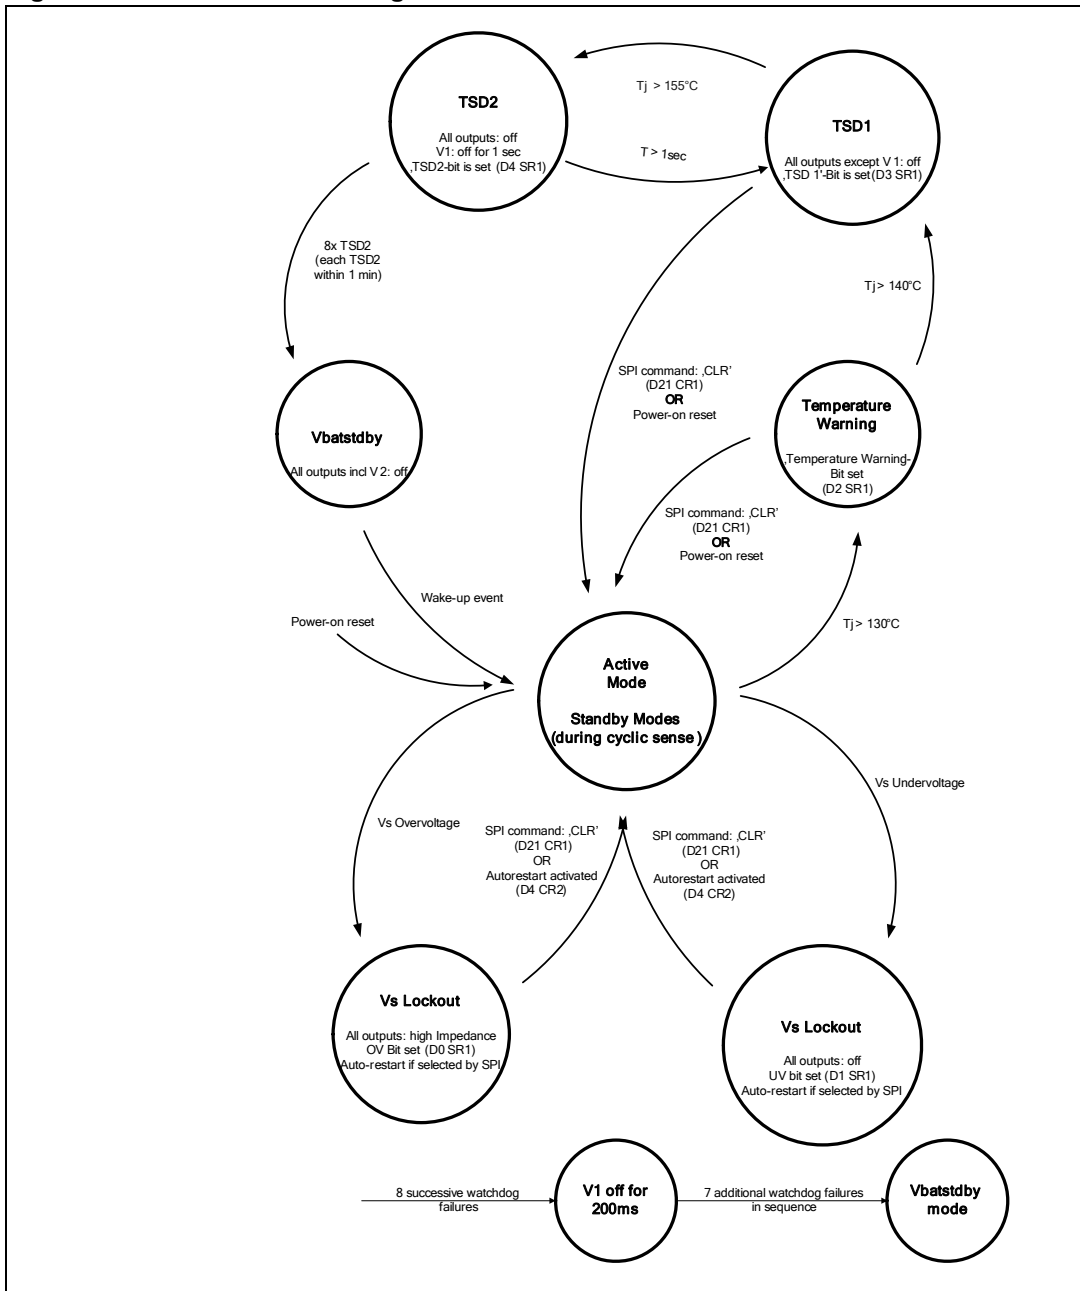 TSD2
All outputs: off
V1: off for 1 sec
‚TSD2-bit is set (D4 SR1)
Tj > 155°C
T > 1sec
TSD1
All outputs except V1: off
‚TSD 1'-Bit is set(D3 SR1)
8x TSD2
(each TSD2
within 1 min)
Tj > 140°C
SPI command: ‚CLR’
(D21 CR1)
OR
Power-on reset
Temperature
Warning
‚Temperature Warning-
Bit set
(D2 SR1)
Vbatstdby
All outputs incl V2: off
SPI command: ‚CLR’
(D21 CR1)
OR
Power-on reset
Wake-up event
Power-on reset
Tj > 130°C
Active
Mode
Standby Modes
(during cyclic sense)
Vs Overvoltage
Vs Undervoltage
SPI command: ‚CLR’
(D21 CR1)
OR
Autorestart activated
(D4 CR2)
SPI command: ‚CLR’
(D21 CR1)
OR
Autorestart activated
(D4 CR2)
Vs Lockout
All outputs: high Impedance
OV Bit set (D0 SR1)
Auto-restart if selected by SPI
Vs Lockout
All outputs: off
UV bit set (D1 SR1)
Auto-restart if selected by SPI
8 successive watchdog
failures
V1 off for
200ms
7 additional watchdog failures
in sequence
Vbatstdby
mode